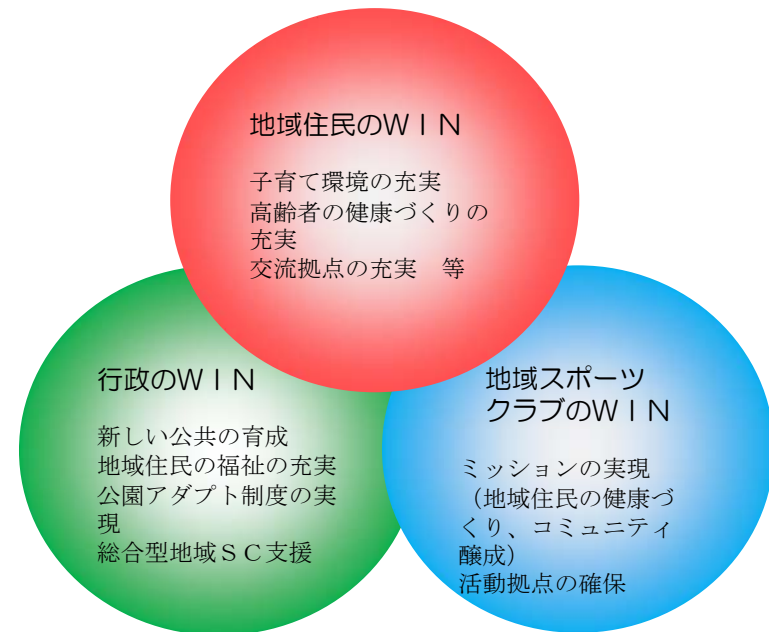 地域住民のＷＩＮ
子育て環境の充実
高齢者の健康づくりの
充実
交流拠点の充実　等
行政のＷＩＮ
新しい公共の育成
地域住民の福祉の充実
公園アダプト制度の実
現
総合型地域ＳＣ支援
地域スポーツ
クラブのＷＩＮ
ミッションの実現
（地域住民の健康づ
くり、コミュニティ
醸成）
活動拠点の確保